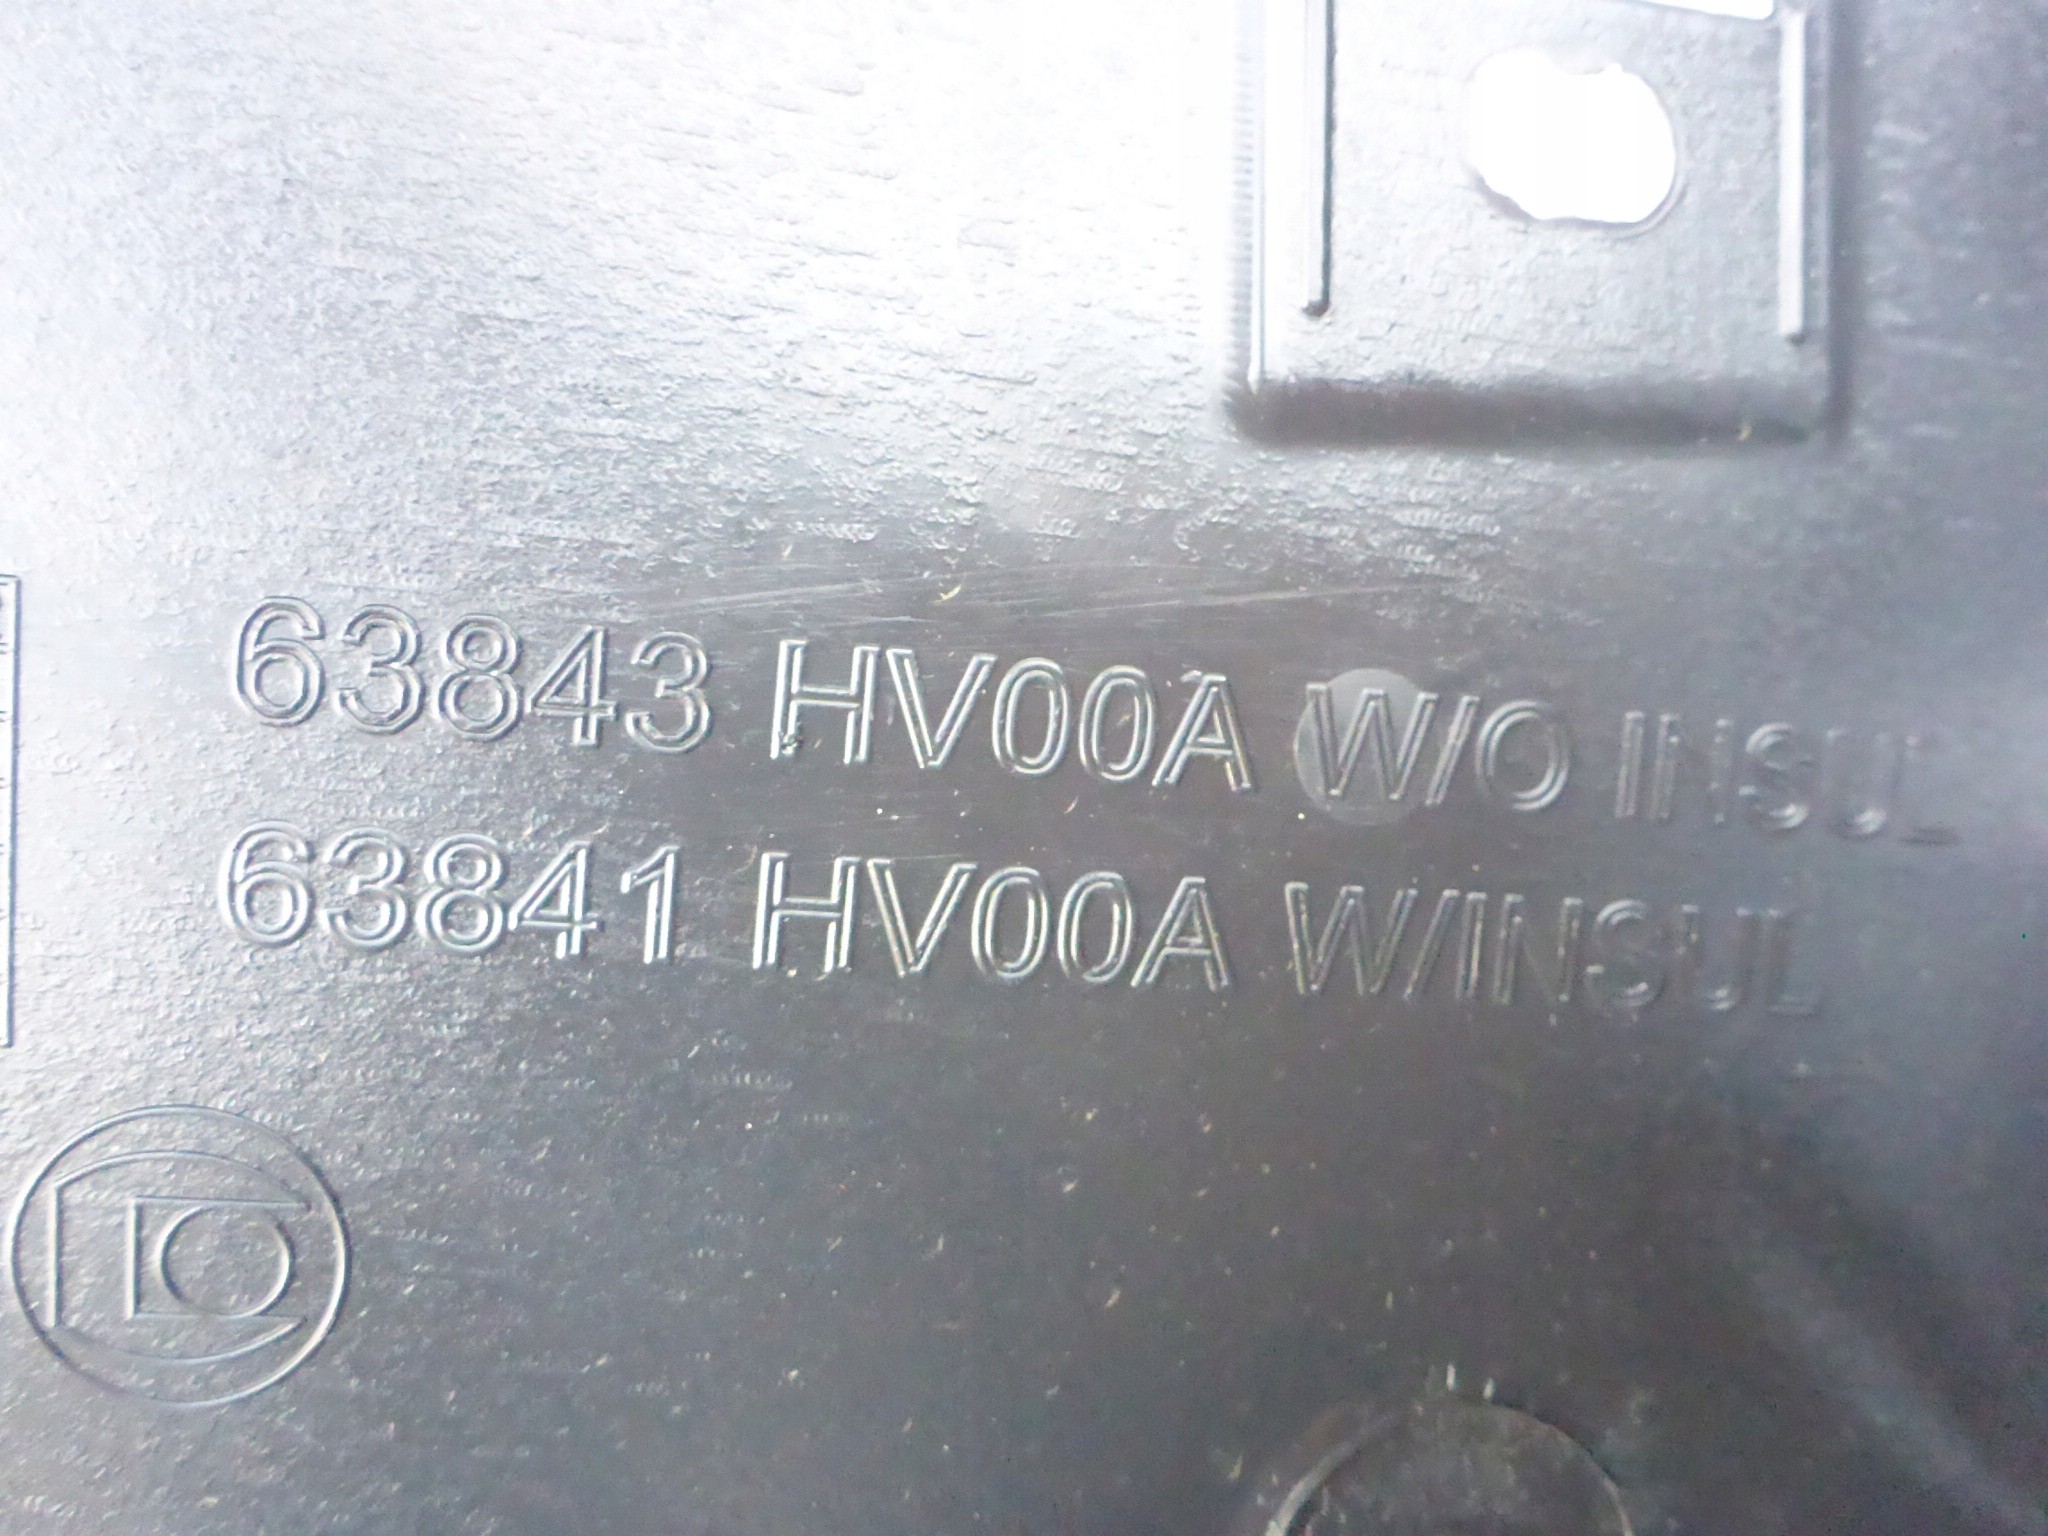 63843 HV00A W/O INSUL
63841 HV00A W/INSUL